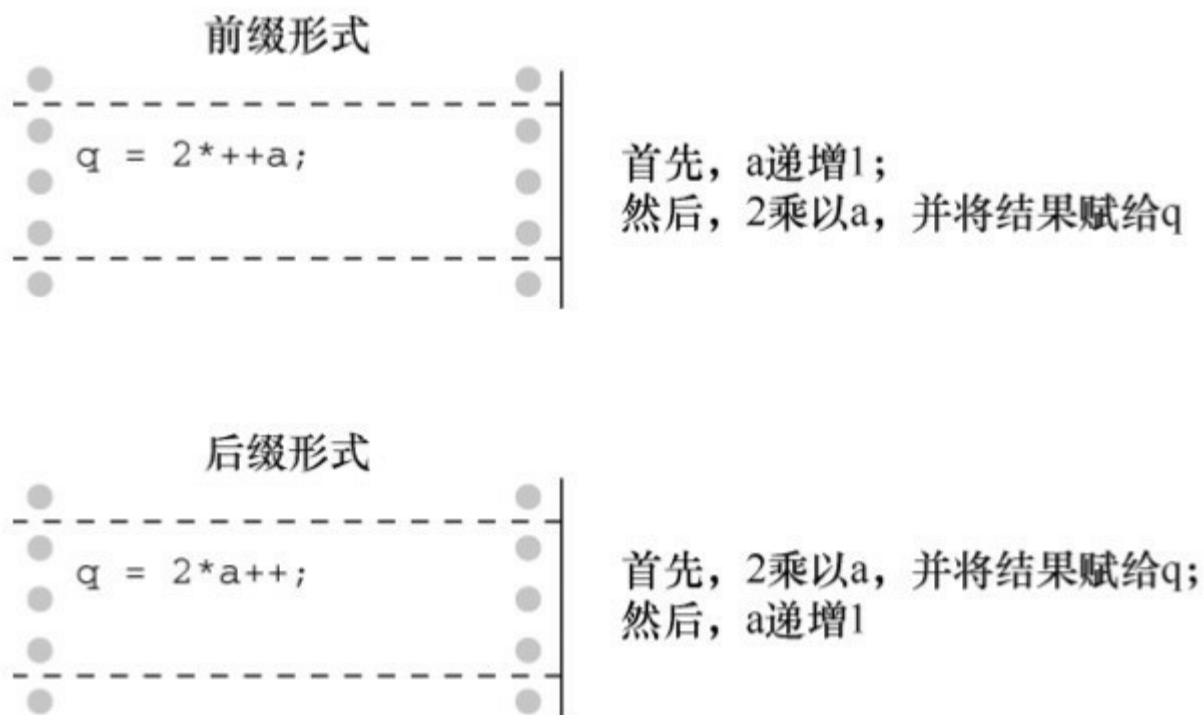 前缀形式
q = 2*++a;
首先，a递增1；
然后，2乘以a，并将结果赋给q
后缀形式
q = 2*a++;
首先，2乘以a，并将结果赋给q；
然后，a递增1